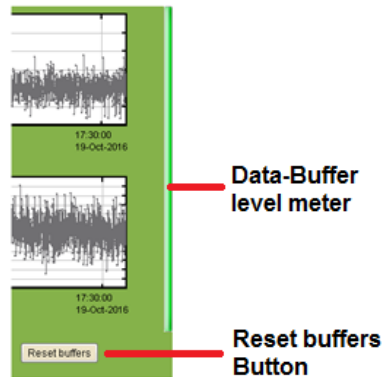 17:30:00
19-Oct-2016
Data-Buffer
level meter
17:30:00
19-Oct-2016
Reset buffers
Reset buffers
Button